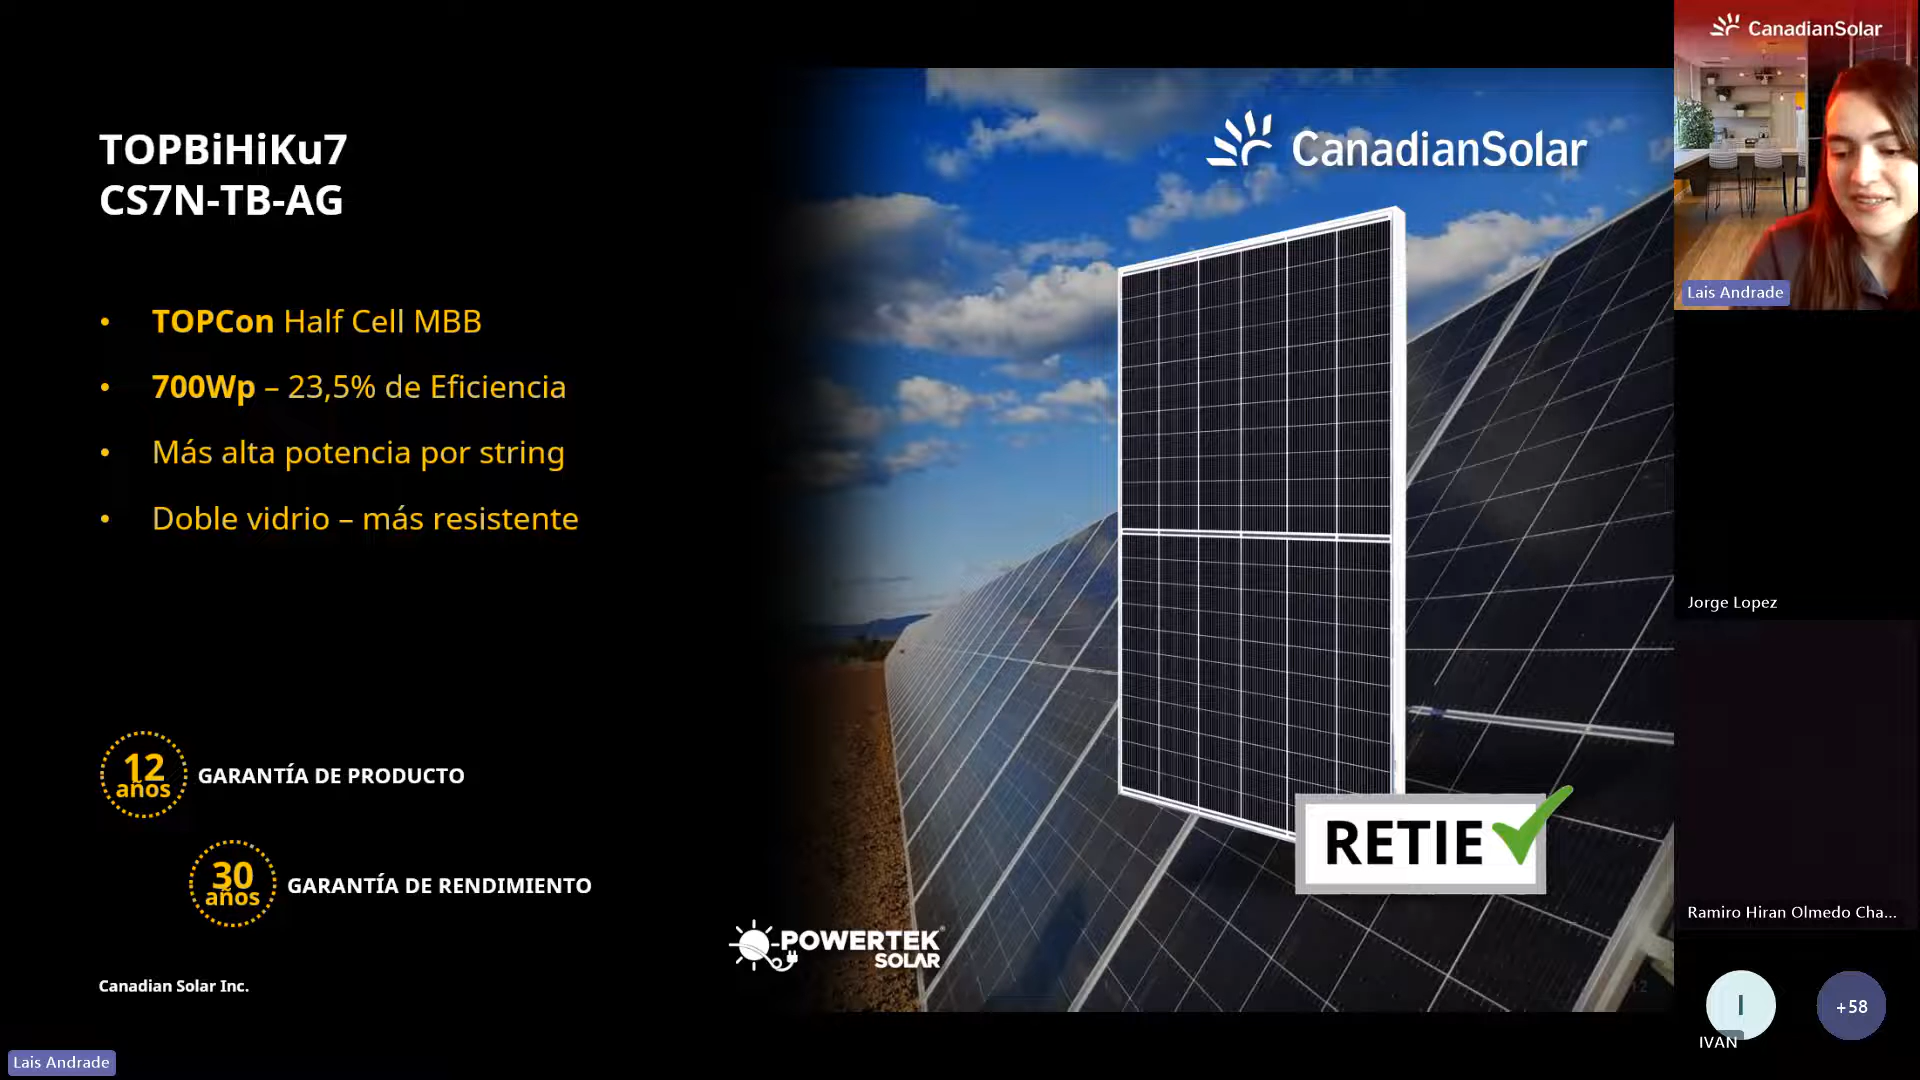 TOPBiHiKu7
CS7N-TB-AG
• TOPCon Half Cell MBB
• 700Wp – 23,5% de Eficiencia
• Más alta potencia por string
• Doble vidrio – más resistente
12
años
GARANTÍA DE PRODUCTO
30
años
GARANTÍA DE RENDIMIENTO
Canadian Solar Inc.
POWERTEK
SOLAR
CanadianSolar
RETIE
12
CanadianSolar
Lais Andrade
Jorge Lopez
Ramiro Hiran Olmedo Cha...
I
IVAN
+58
Lais Andrade